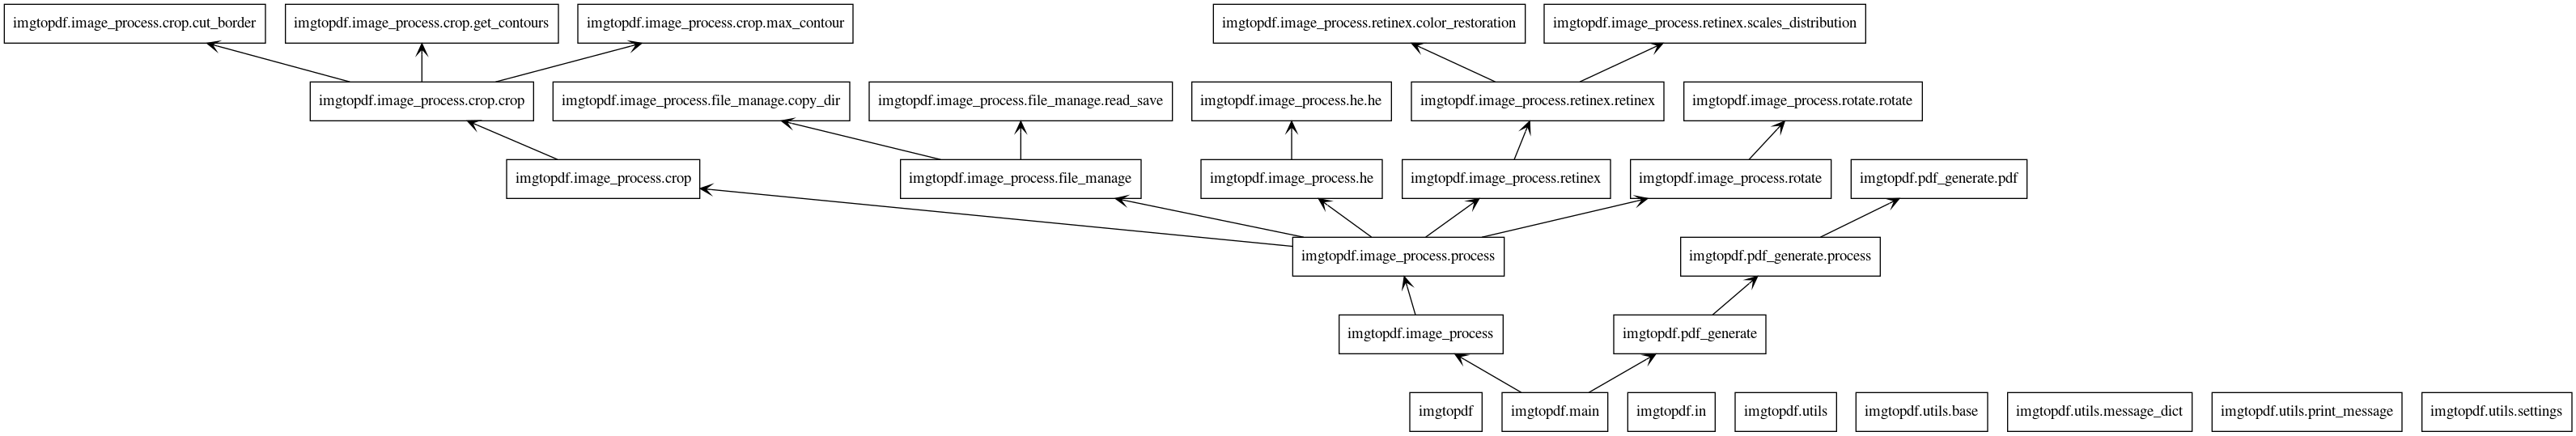 imgtopdf.image_process.crop.cut_border
imgtopdf.image_process.crop.get_contours
imgtopdf.image_process.crop.max_contour
imgtopdf.image_process.retinex.color_restoration
imgtopdf.image_process.retinex.scales_distribution
imgtopdf.image_process.crop.crop
imgtopdf.image_process.file_manage.copy_dir
imgtopdf.image_process.file_manage.read_save
imgtopdf.image_process.he.he
imgtopdf.image_process.retinex.retinex
imgtopdf.image_process.rotate.rotate
imgtopdf.image_process.crop
imgtopdf.image_process.file_manage
imgtopdf.image_process.he
imgtopdf.image_process.retinex
imgtopdf.image_process.rotate
imgtopdf.pdf_generate.pdf
imgtopdf.image_process.process
imgtopdf.pdf_generate.process
imgtopdf.image_process
imgtopdf.pdf_generate
imgtopdf
imgtopdf.main
imgtopdf.in
imgtopdf.utils
imgtopdf.utils.base
imgtopdf.utils.message_dict
imgtopdf.utils.print_message
imgtopdf.utils.settings